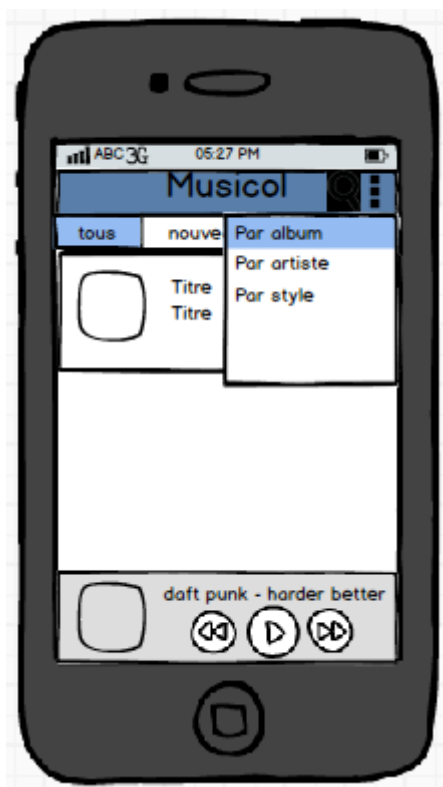 ABC 3G 05:27 PM
Musicol
tous nouve
Par album
Par artiste
Par style
Titre
Titre
daft punk - harder better